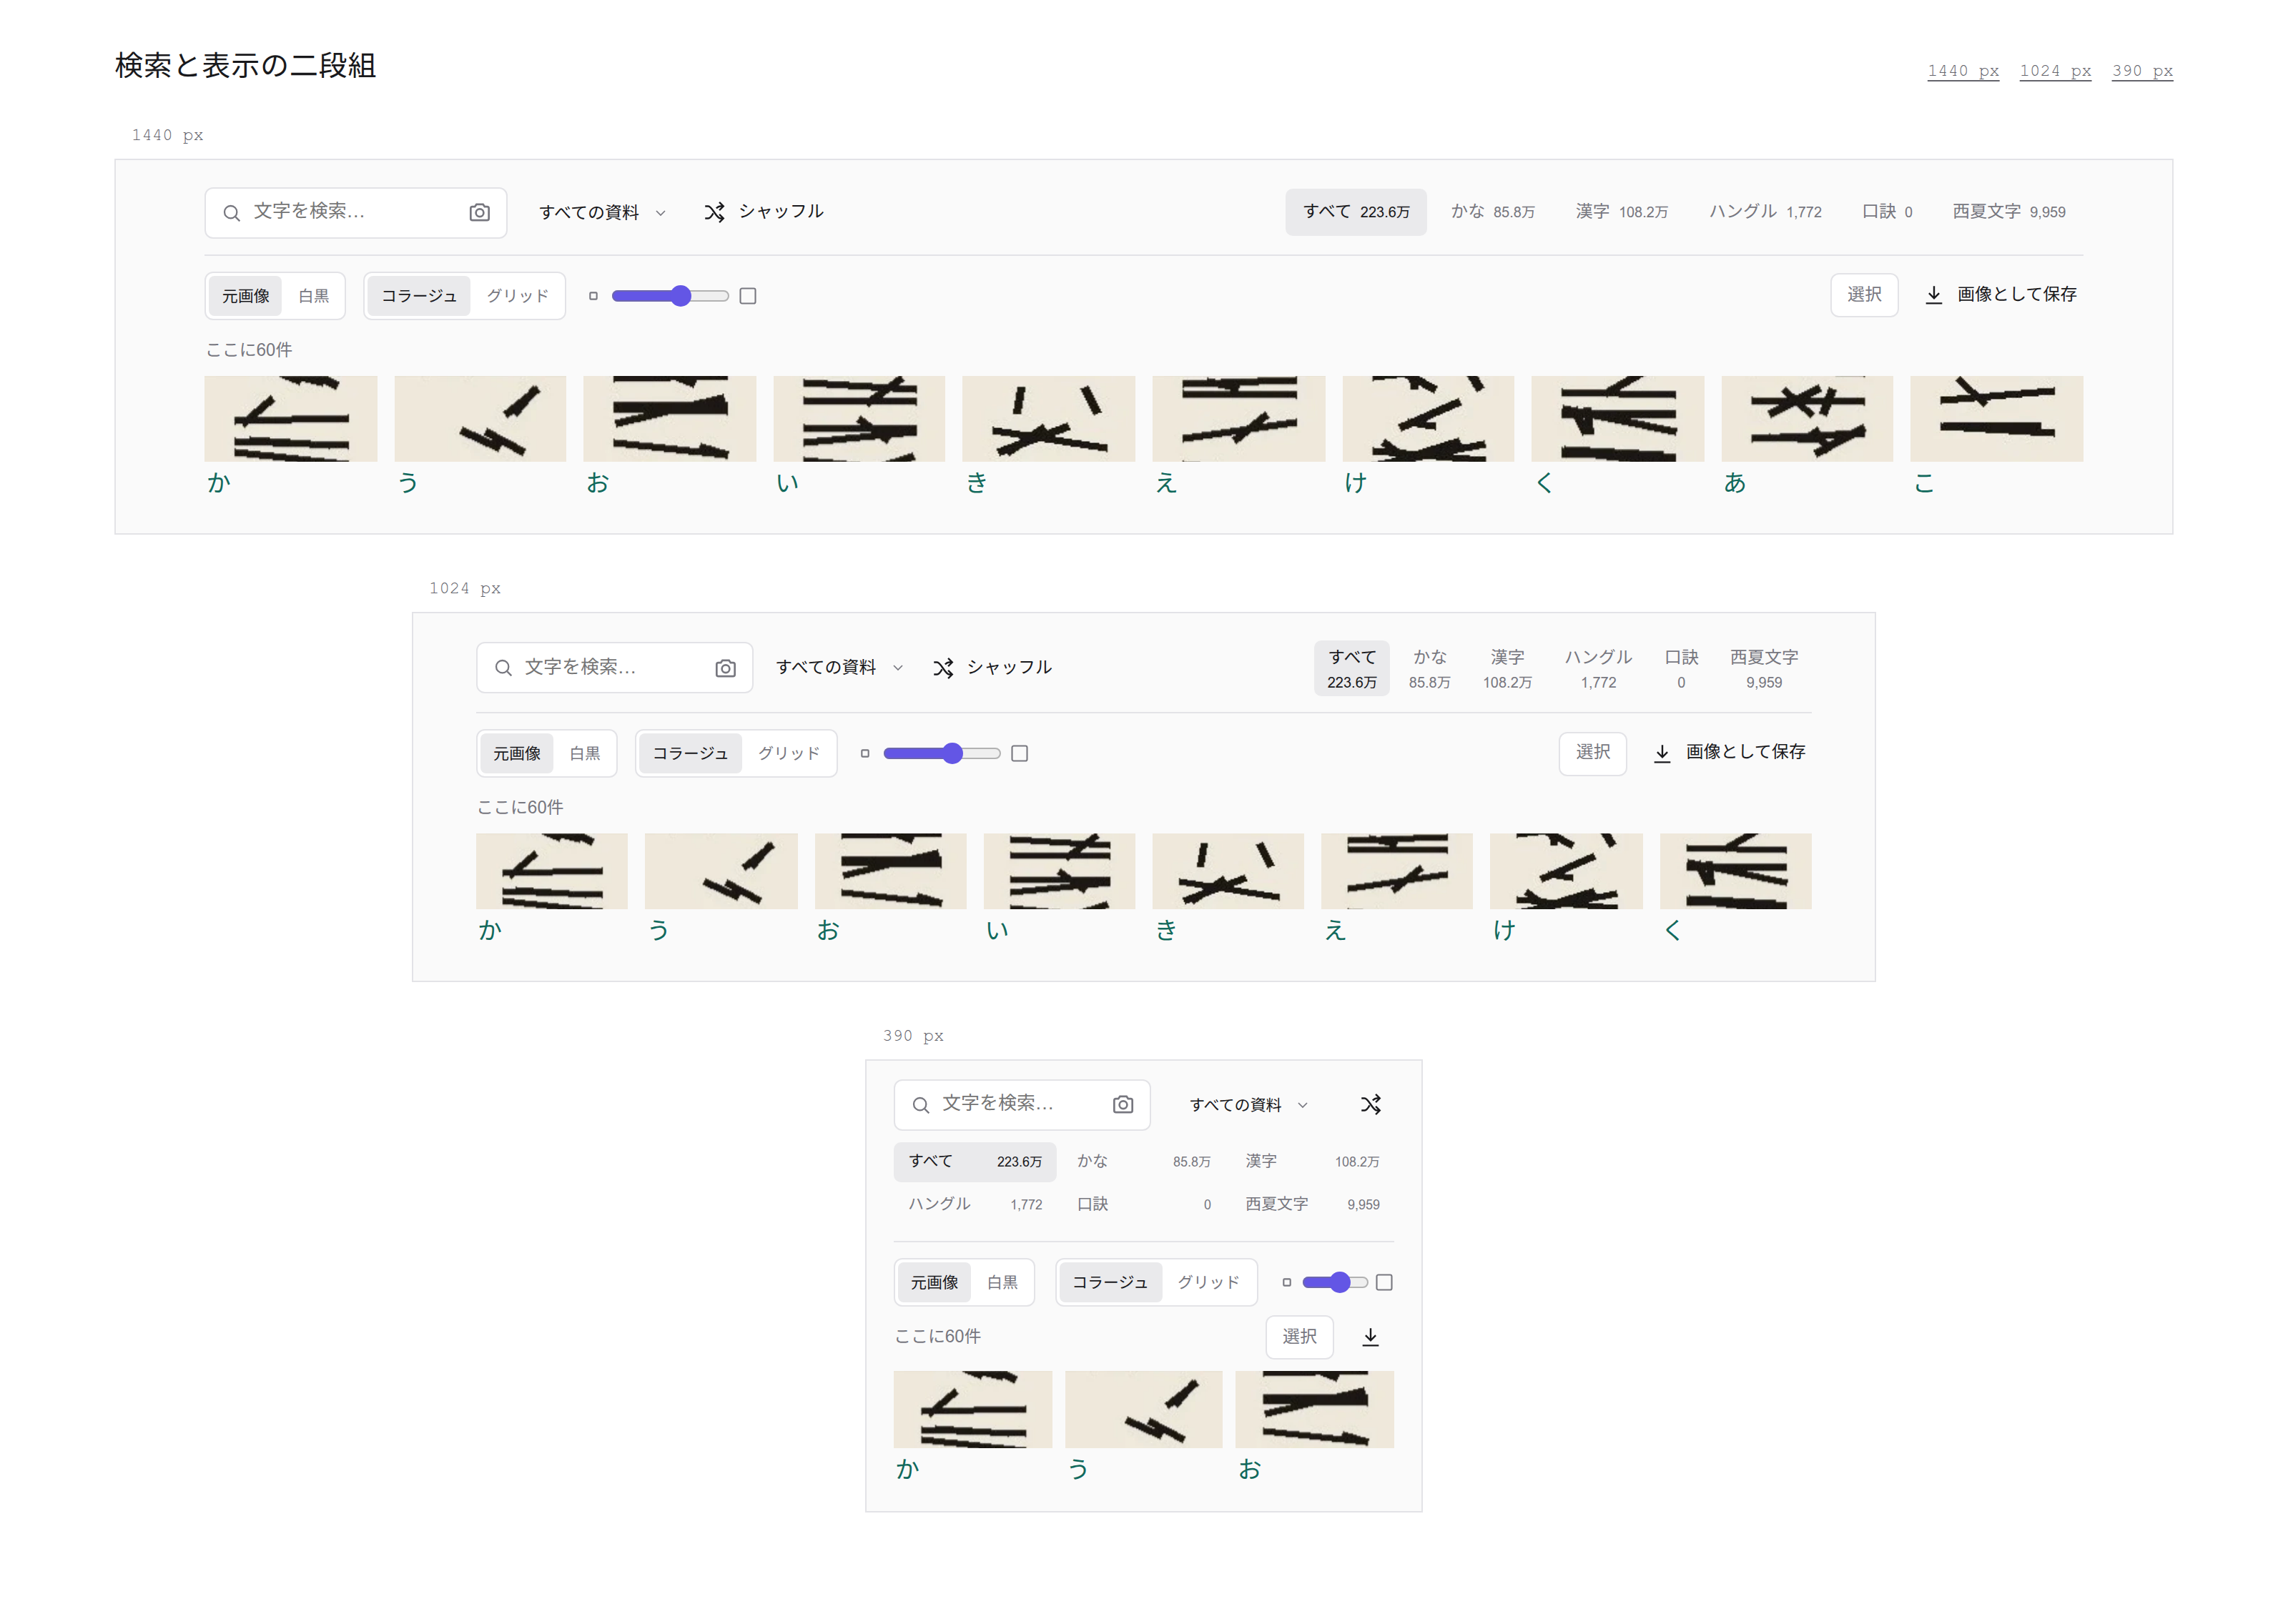 検索と表示の二段組
1440 px 1024 px 390 px
1440 px
文字を検索… すべての資料 シャッフル すべて 223.6万 かな 85.8万 漢字 108.2万 ハングル 1,772 口訣 0 西夏文字 9,959
元画像 白黒 コラージュ グリッド 選択 画像として保存
ここに60件
か う お い き え け く あ こ
1024 px
文字を検索… すべての資料 シャッフル すべて かな 漢字 ハングル 口訣 西夏文字
223.6万 85.8万 108.2万 1,772 0 9,959
元画像 白黒 コラージュ グリッド 選択 画像として保存
ここに60件
か う お い き え け く
390 px
文字を検索… すべての資料
すべて 223.6万 かな 85.8万 漢字 108.2万
ハングル 1,772 口訣 0 西夏文字 9,959
元画像 白黒 コラージュ グリッド
ここに60件 選択
か う お